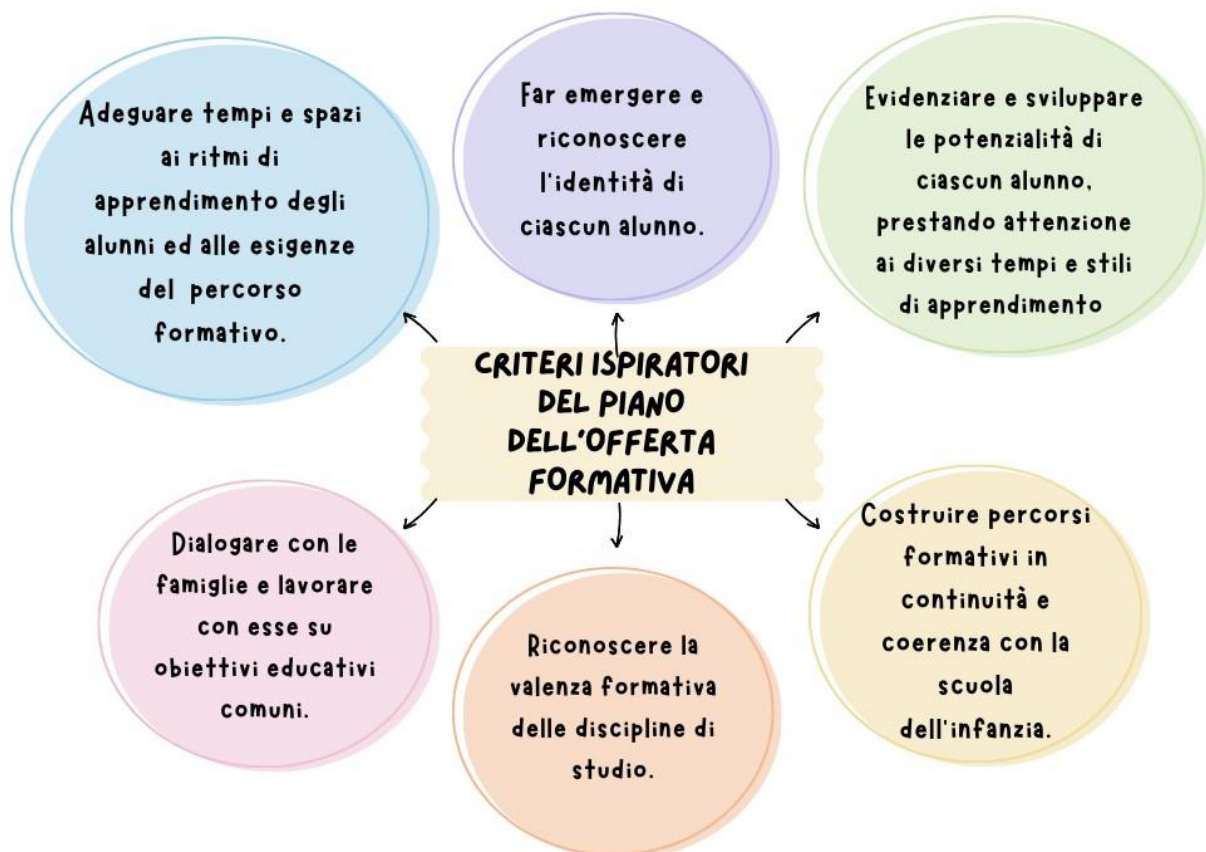 Adeguare tempi e spazi
ai ritmi di
apprendimento degli
alunni ed alle esigenze
del percorso
formativo.
Far emergere e
riconoscere
l'identità di
ciascun alunno.
Evidenziare e sviluppare
le potenzialità di
ciascun alunno,
prestando attenzione
ai diversi tempi e stili
di apprendimento
CRITERI ISPIRATORI
DEL PIANO
DELL'OFFERTA
FORMATIVA
Dialogare con le
famiglie e lavorare
con esse su
obiettivi educativi
comuni.
Riconoscere la
valenza formativa
delle discipline di
studio.
Costruire percorsi
formativi in
continuità e
coerenza con la
scuola
dell'infanzia.